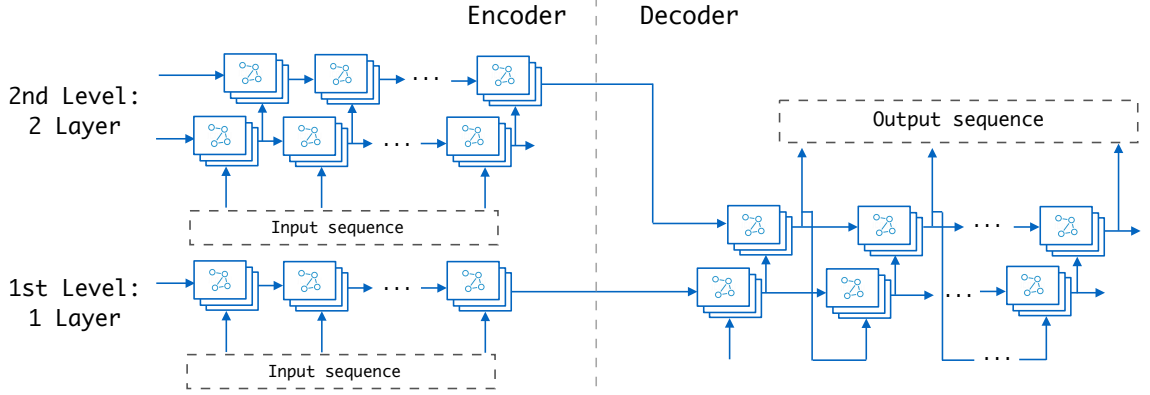 Encoder
Decoder
2nd Level:
2 Layer
...
...
Input sequence
1st Level:
1 Layer
...
Input sequence
Output sequence
...
...
...